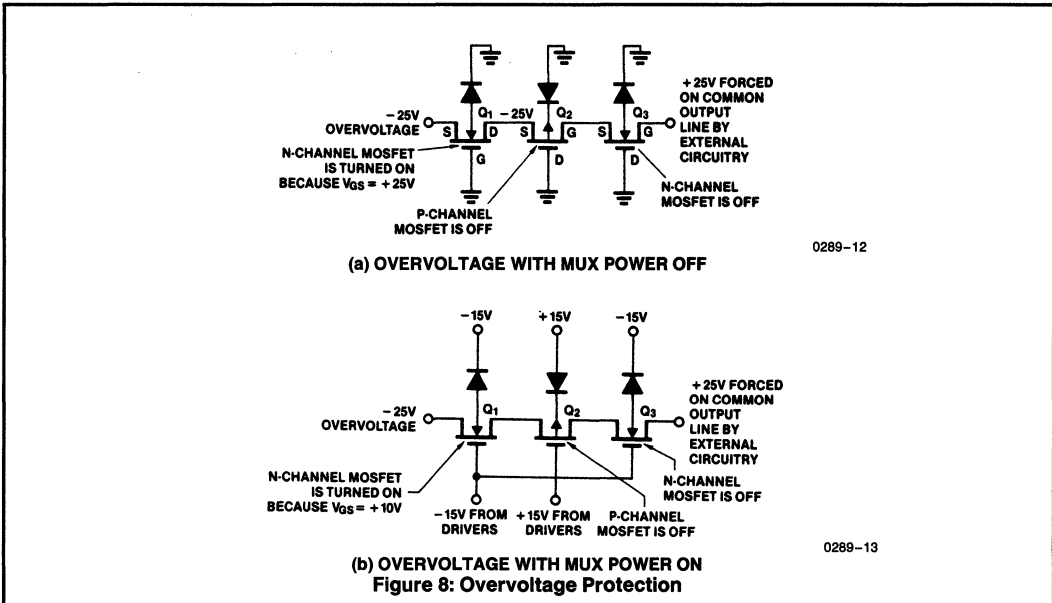 +25V FORCED
ON COMMON
OUTPUT
LINE BY
EXTERNAL
CIRCUITRY
-25V
OVERVOLTAGE
Q1
-25V
Q2
Q3
S
D
S
G
S
G
G
D
D
N-CHANNEL MOSFET
IS TURNED ON
BECAUSE VGS = +25V
P-CHANNEL
MOSFET IS OFF
N-CHANNEL
MOSFET IS OFF
0289-12
(a) OVERVOLTAGE WITH MUX POWER OFF
-15V
+15V
-15V
-25V
OVERVOLTAGE
Q1
Q2
Q3
+25V FORCED
ON COMMON
OUTPUT
LINE BY
EXTERNAL
CIRCUITRY
N-CHANNEL MOSFET
IS TURNED ON
BECAUSE VGS = +10V
-15V FROM
DRIVERS
+15V FROM
DRIVERS
P-CHANNEL
MOSFET IS OFF
N-CHANNEL
MOSFET IS OFF
0289-13
(b) OVERVOLTAGE WITH MUX POWER ON
Figure 8: Overvoltage Protection